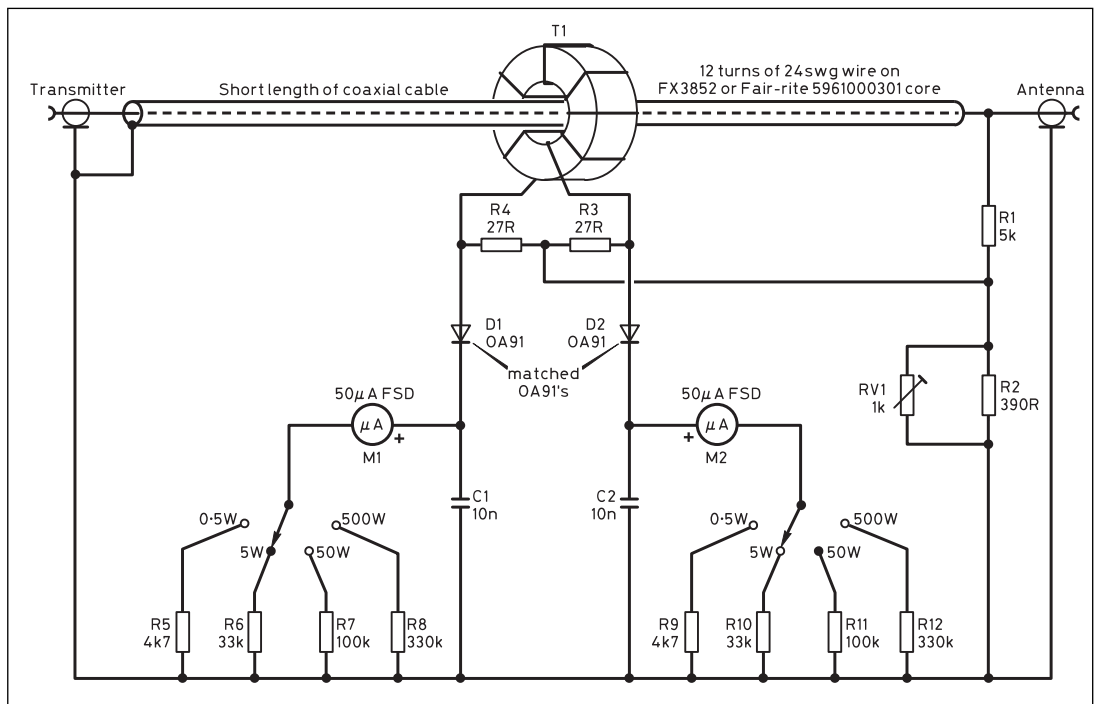 T1
Transmitter
Short length of coaxial cable
12 turns of 24swg wire on
FX3852 or Fair-rite 5961000301 core
Antenna
R4
27R
R3
27R
R1
5k
D1
OA91
D2
OA91
matched
OA91's
50μA FSD
μA
+
M1
50μA FSD
μA
+
M2
RV1
1k
R2
390R
C1
10n
C2
10n
0·5W
5W
50W
500W
0·5W
5W
50W
500W
R5
4k7
R6
33k
R7
100k
R8
330k
R9
4k7
R10
33k
R11
100k
R12
330k